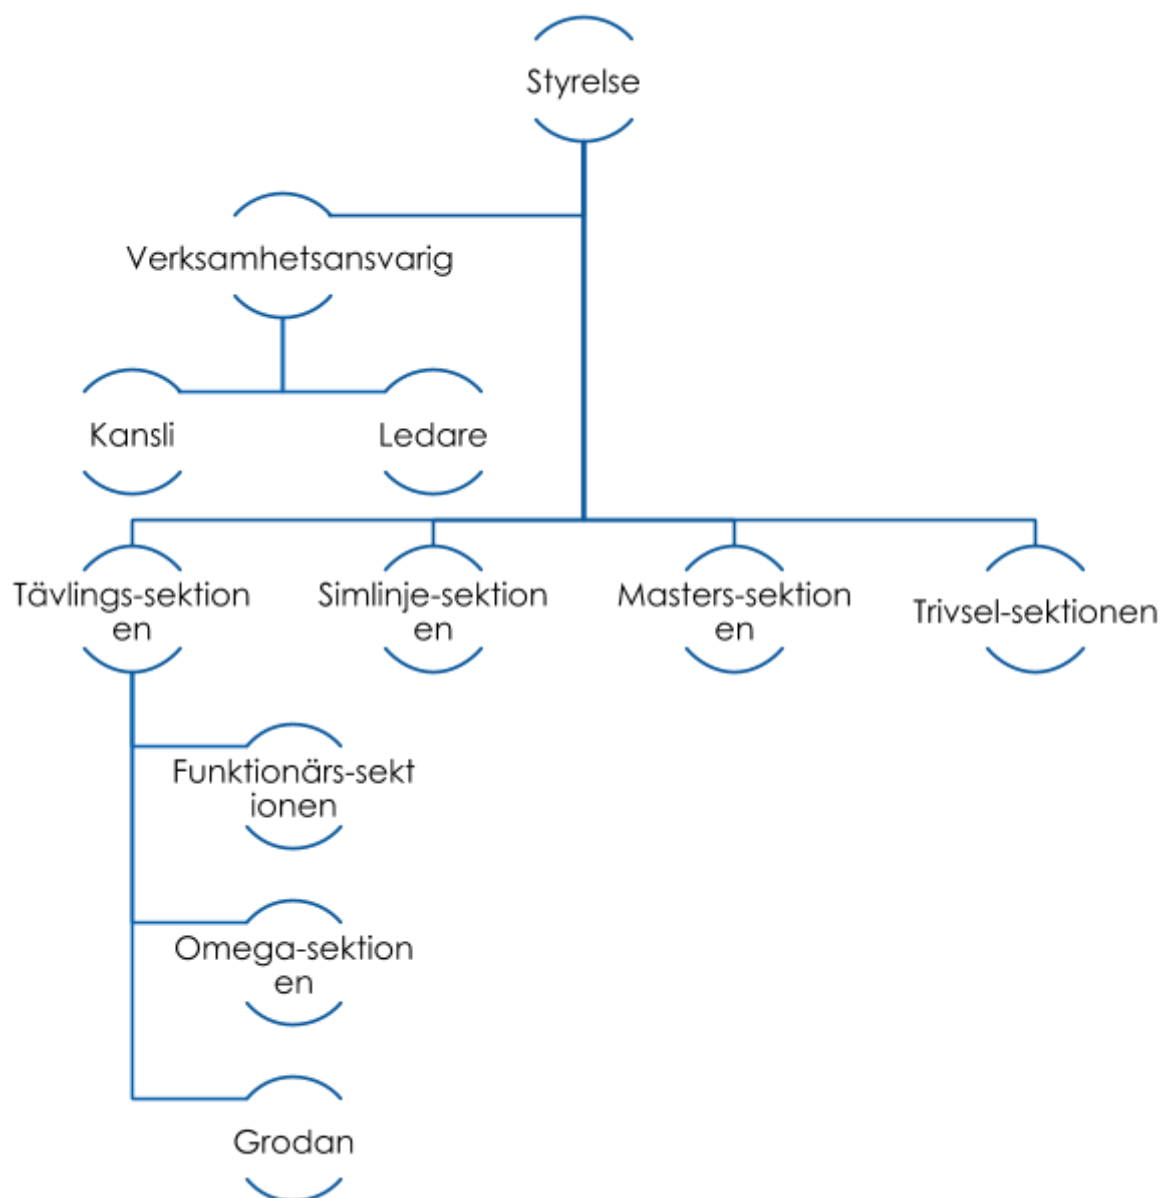 Styrelse
Verksamhetsansvarig
Kansli
Ledare
Tävlings-sektion
en
Simlinje-sektion
en
Masters-sektion
en
Trivsel-sektionen
Funktionärs-sekt
ionen
Omega-sektion
en
Grodan